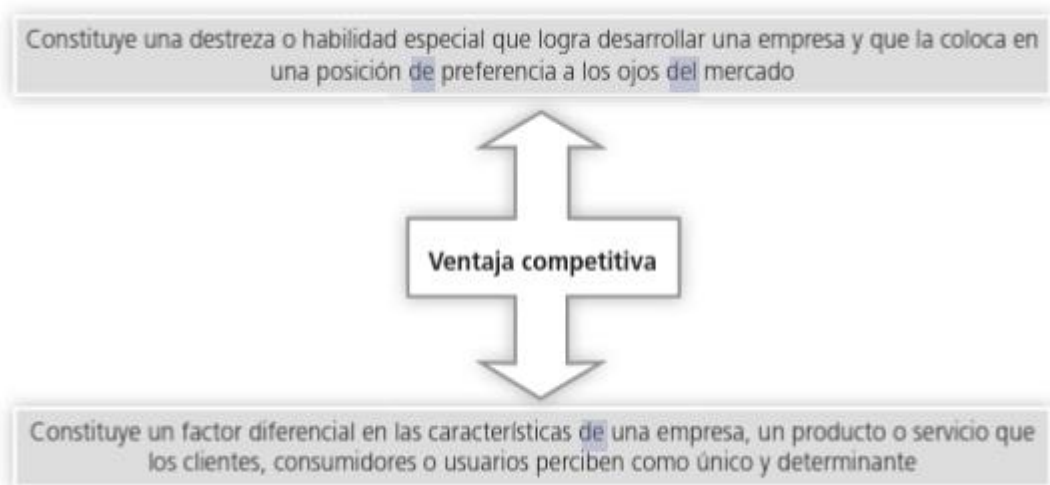 Constituye una destreza o habilidad especial que logra desarrollar una empresa y que la coloca en
una posición de preferencia a los ojos del mercado
Ventaja competitiva
Constituye un factor diferencial en las características de una empresa, un producto o servicio que
los clientes, consumidores o usuarios perciben como único y determinante